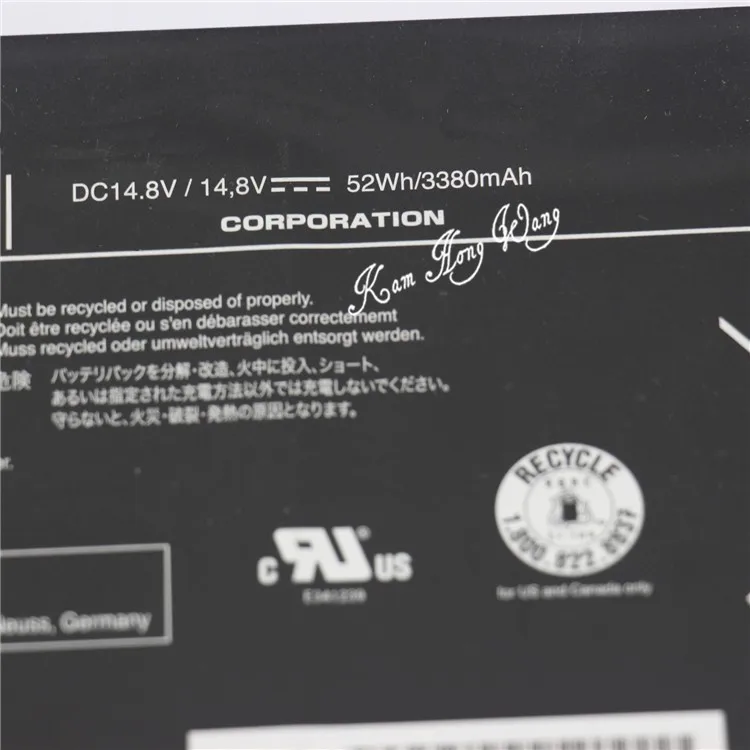 DC14.8V / 14,8V 52Wh/3380mAh
CORPORATION
Kam Hong Wang
Must be recycled or disposed of properly.
Doit être recyclée ou s'en débarasser correctememt
Muss recycled oder umweltverträglich entsorgt werden.
危険 バッテリパックを分解・改造、火中に投入、ショート、
あるいは指定された充電方法以外では充電しないでください。
守らないと、火災・破裂・発熱の原因となります。
RECYCLE
1.800.822.8837
C RU US
for US and Canada only
Neuss, Germany